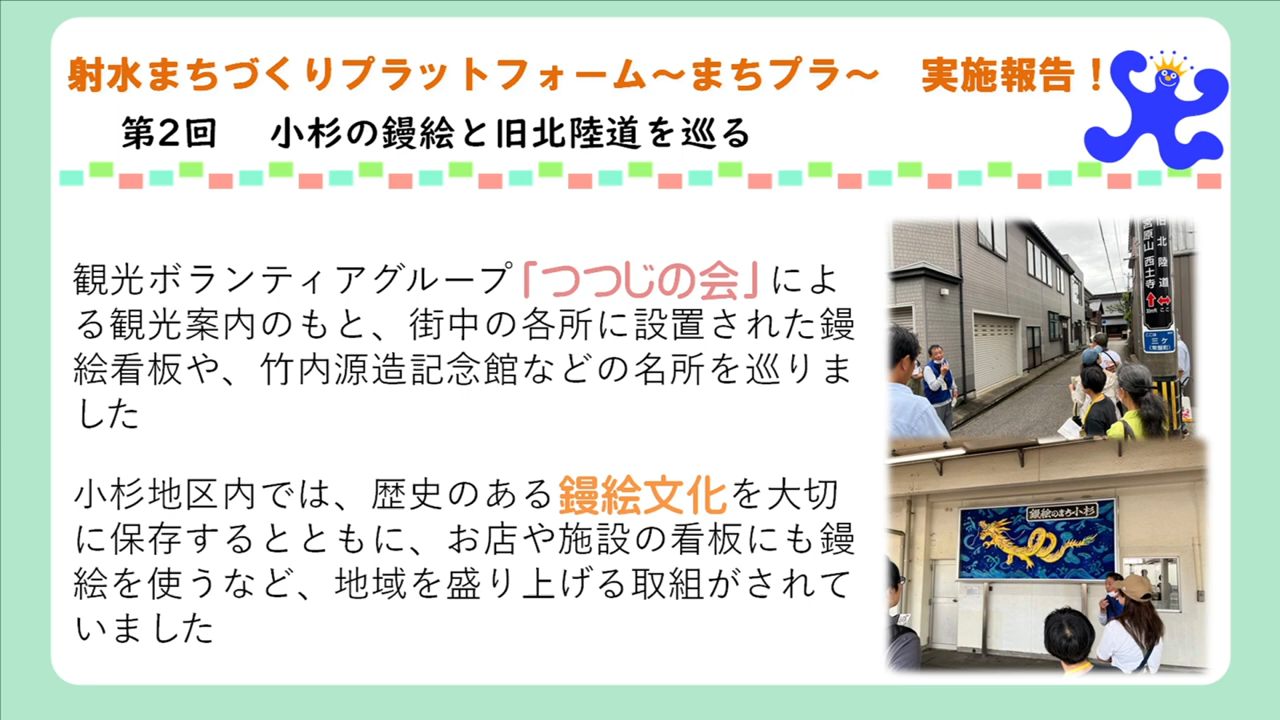 射水まちづくりプラットフォーム～まちプラ～　実施報告！
第2回　小杉の鏝絵と旧北陸道を巡る
観光ボランティアグループ「つつじの会」によ
る観光案内のもと、街中の各所に設置された鏝
絵看板や、竹内源造記念館などの名所を巡りま
した
小杉地区内では、歴史のある鏝絵文化を大切
に保存するとともに、お店や施設の看板にも鏝
絵を使うなど、地域を盛り上げる取組がされて
いました
旧北陸道
宮原山西土寺
三ケ
鏝絵のまち小杉